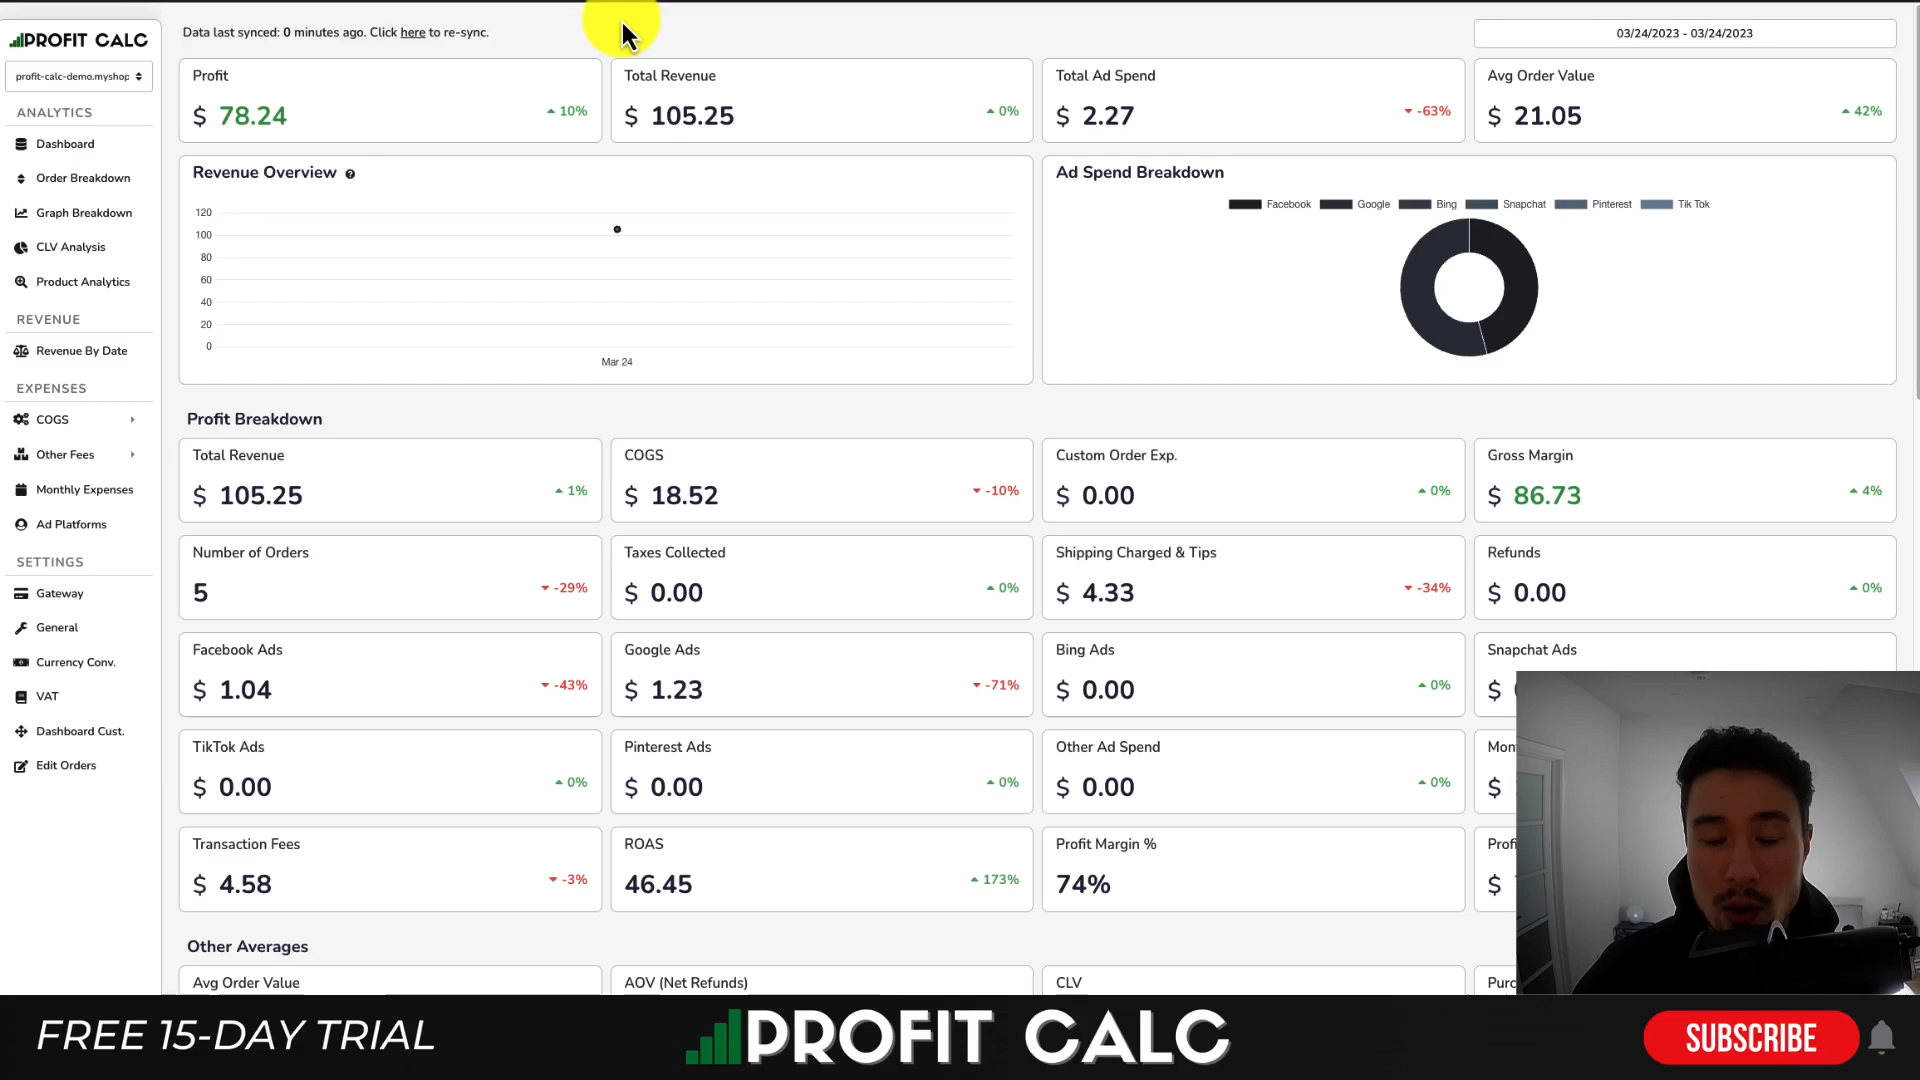 PROFIT CALC
Data last synced: 0 minutes ago. Click here to re-sync.
03/24/2023 - 03/24/2023
profit-calc-demo.myshop
ANALYTICS
Dashboard
Order Breakdown
Graph Breakdown
CLV Analysis
Product Analytics
REVENUE
Revenue By Date
EXPENSES
COGS
Other Fees
Monthly Expenses
Ad Platforms
SETTINGS
Gateway
General
Currency Conv.
VAT
Dashboard Cust.
Edit Orders
Profit
$ 78.24 10%
Total Revenue
$ 105.25 0%
Total Ad Spend
$ 2.27 -63%
Avg Order Value
$ 21.05 42%
Revenue Overview
120
100
80
60
40
20
0
Mar 24
Ad Spend Breakdown
Facebook Google Bing Snapchat Pinterest Tik Tok
Profit Breakdown
Total Revenue
$ 105.25 1%
COGS
$ 18.52 -10%
Custom Order Exp.
$ 0.00 0%
Gross Margin
$ 86.73 4%
Number of Orders
5 -29%
Taxes Collected
$ 0.00 0%
Shipping Charged & Tips
$ 4.33 -34%
Refunds
$ 0.00 0%
Facebook Ads
$ 1.04 -43%
Google Ads
$ 1.23 -71%
Bing Ads
$ 0.00 0%
Snapchat Ads
$
TikTok Ads
$ 0.00 0%
Pinterest Ads
$ 0.00 0%
Other Ad Spend
$ 0.00 0%
$
Transaction Fees
$ 4.58 -3%
ROAS
46.45 173%
Profit Margin %
74%
$
Other Averages
Avg Order Value
AOV (Net Refunds)
CLV
FREE 15-DAY TRIAL
PROFIT CALC
SUBSCRIBE